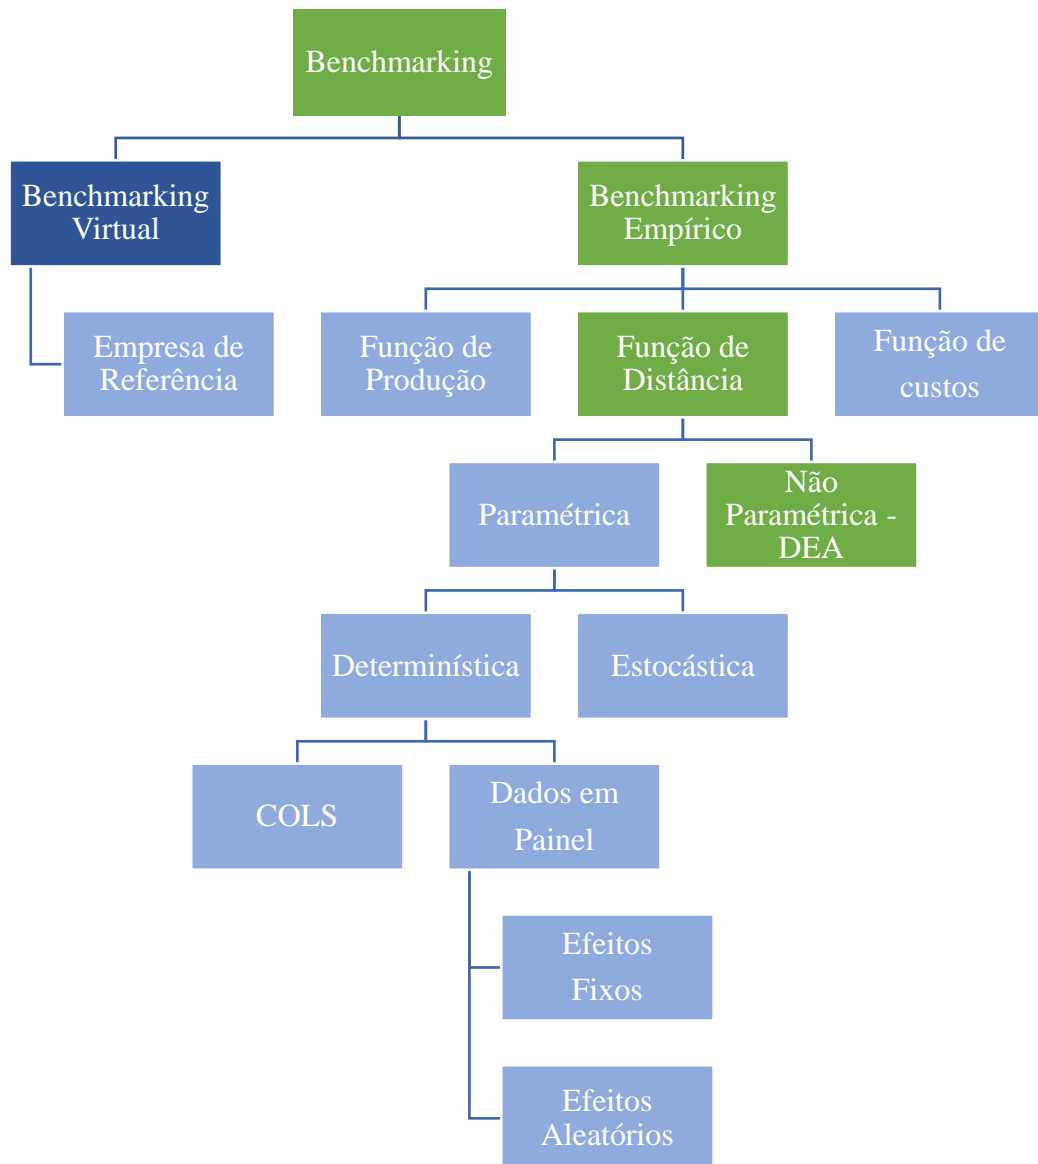 Benchmarking
Benchmarking
Virtual
Benchmarking
Empírico
Empresa de
Referência
Função de
Produção
Função de
Distância
Função de
custos
Paramétrica
Não
Paramétrica -
DEA
Determinística
Estocástica
COLS
Dados em
Painel
Efeitos
Fixos
Efeitos
Aleatórios